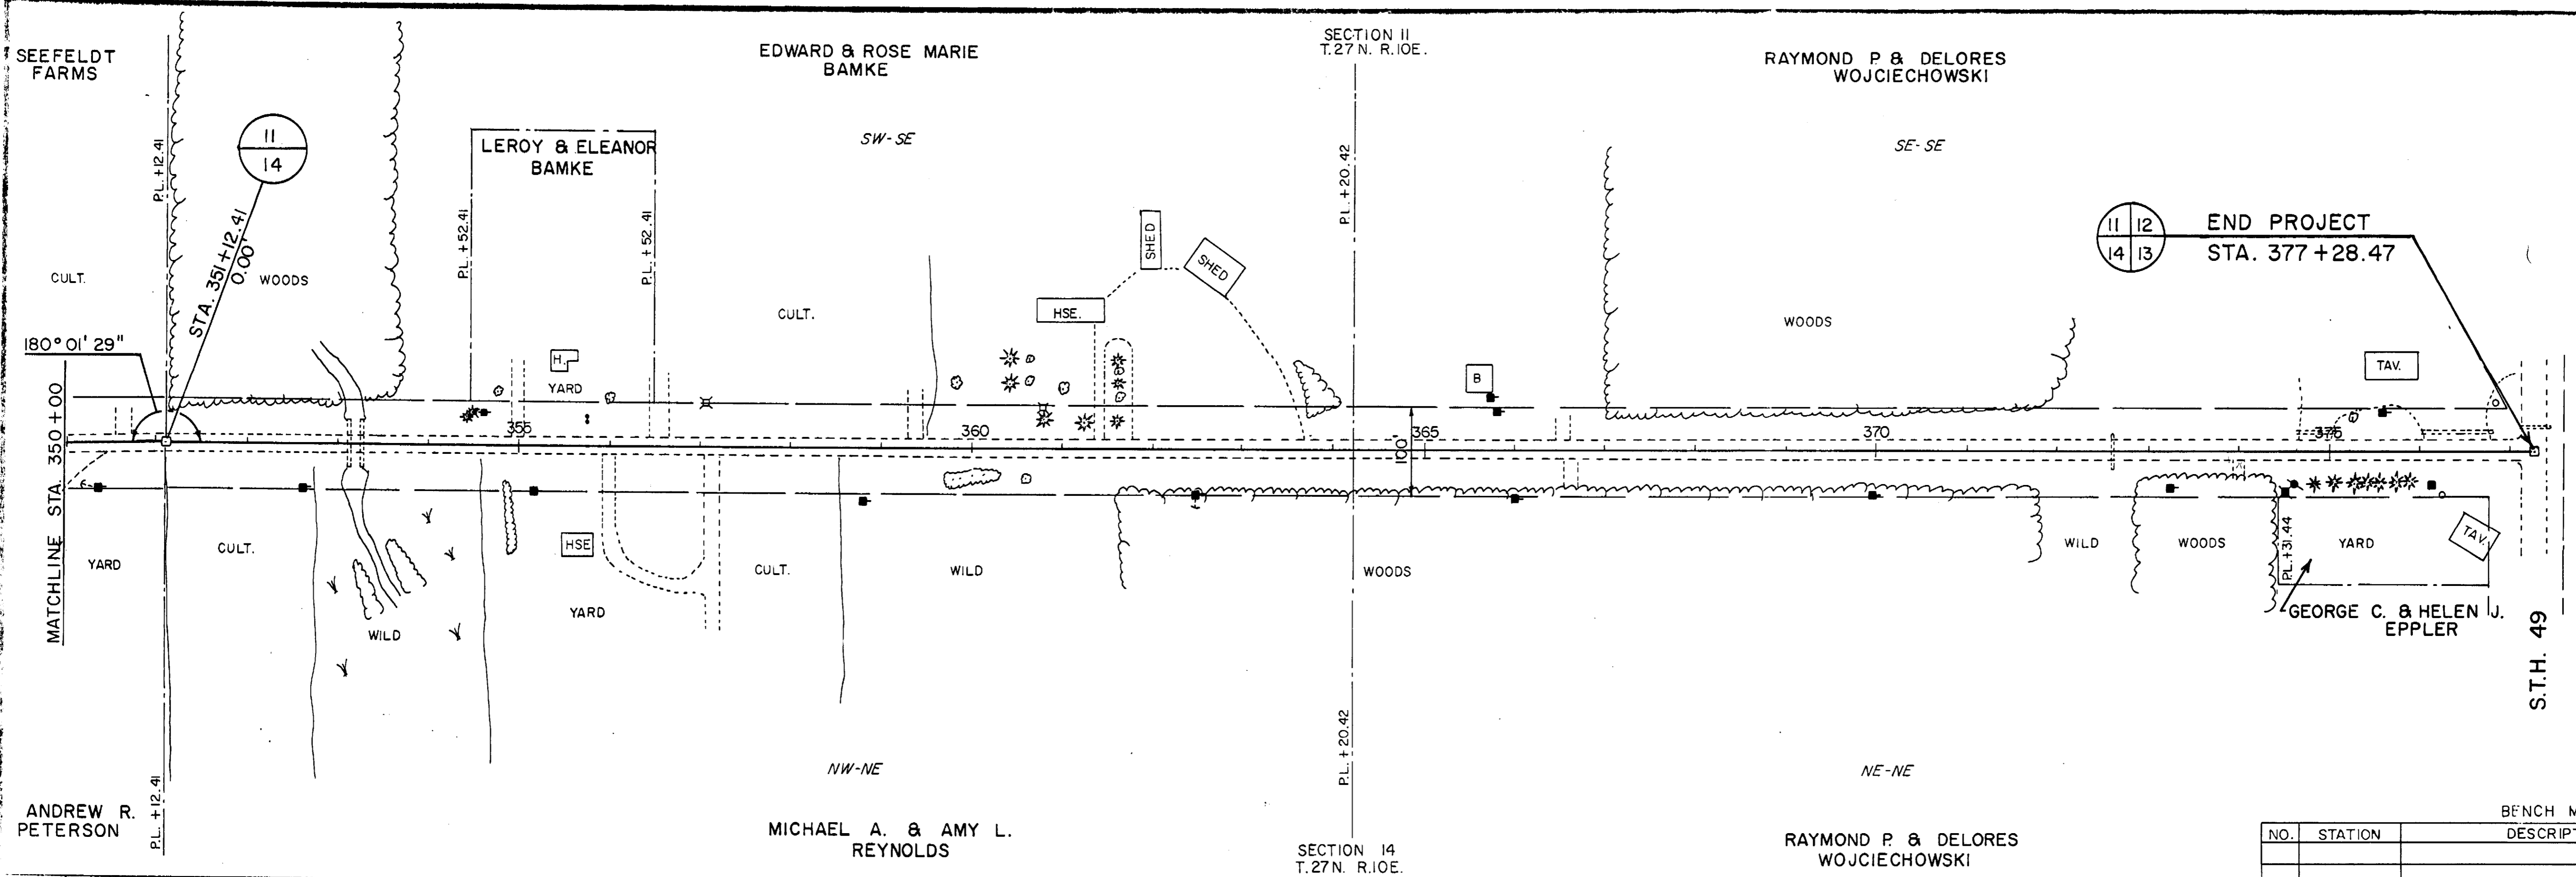 SEEFELDT
FARMS
EDWARD & ROSE MARIE
BAMKE
SECTION 11
T.27N. R.10E.
RAYMOND P. & DELORES
WOJCIECHOWSKI
11
14
P.L. +12.41
STA. 351+12.41
0.00'
LEROY & ELEANOR
BAMKE
SW-SE
P.L. +20.42
SE-SE
P.L. +52.41
P.L. +52.41
SHED
SHED
11 12
14 13
END PROJECT
STA. 377+28.47
CULT.
WOODS
CULT.
HSE.
WOODS
180° 01' 29"
H.
YARD
B
TAV.
355
360
365
370
375
100'
MATCHLINE STA. 350+00
YARD
CULT.
HSE
CULT.
WILD
WOODS
WILD
WOODS
P.L. +31.44
YARD
TAV.
YARD
WILD
GEORGE C. & HELEN J.
EPPLER
S.T.H. 49
P.L. +12.41
NW-NE
P.L. +20.42
NE-NE
ANDREW R.
PETERSON
MICHAEL A. & AMY L.
REYNOLDS
SECTION 14
T.27N. R.10E.
RAYMOND P. & DELORES
WOJCIECHOWSKI
BENCH M
NO. STATION DESCRIPT